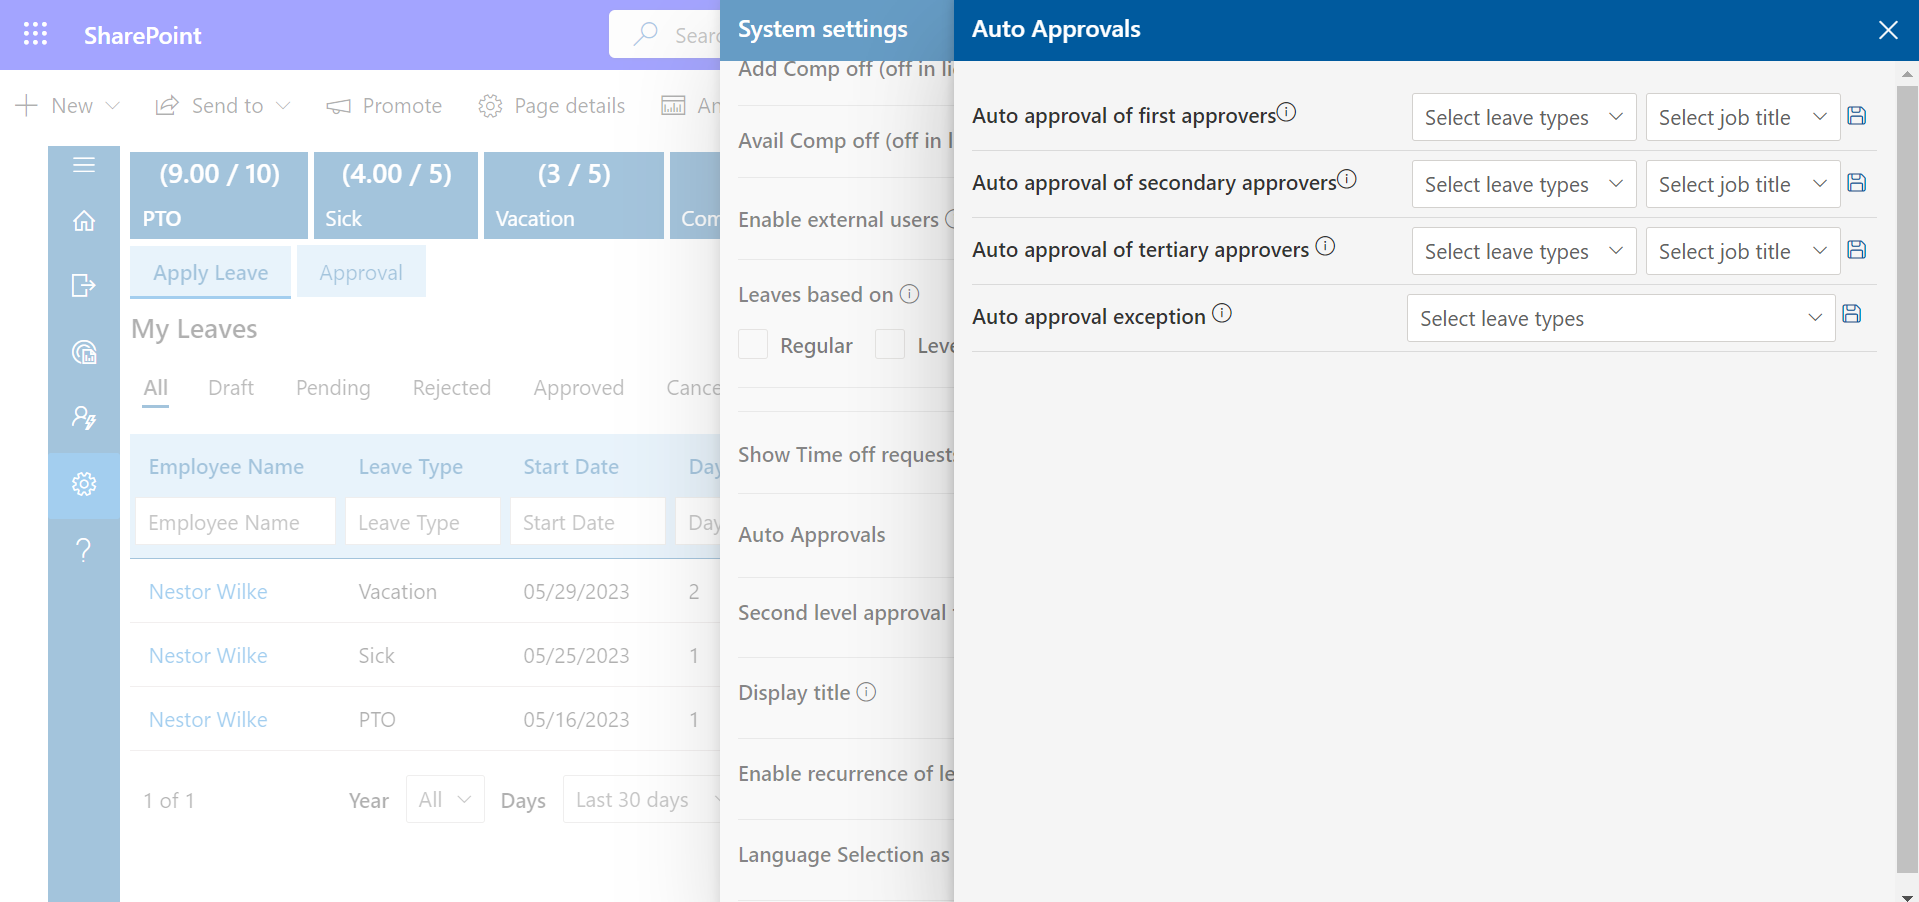 SharePoint
Sear
New
Send to
Promote
Page details
An
(9.00 / 10)
PTO
(4.00 / 5)
Sick
(3 / 5)
Vacation
Com
Apply Leave
Approval
My Leaves
All
Draft
Pending
Rejected
Approved
Cance
Employee Name
Leave Type
Start Date
Day
Employee Name
Leave Type
Start Date
Day
Nestor Wilke
Vacation
05/29/2023
2
Nestor Wilke
Sick
05/25/2023
1
Nestor Wilke
PTO
05/16/2023
1
1 of 1
Year
All
Days
Last 30 days
System settings
Add Comp off (off in li
Avail Comp off (off in l
Enable external users
Leaves based on
Regular
Leve
Show Time off requests
Auto Approvals
Second level approval
Display title
Enable recurrence of le
Language Selection as
Auto Approvals
Auto approval of first approvers
Select leave types
Select job title
Auto approval of secondary approvers
Select leave types
Select job title
Auto approval of tertiary approvers
Select leave types
Select job title
Auto approval exception
Select leave types